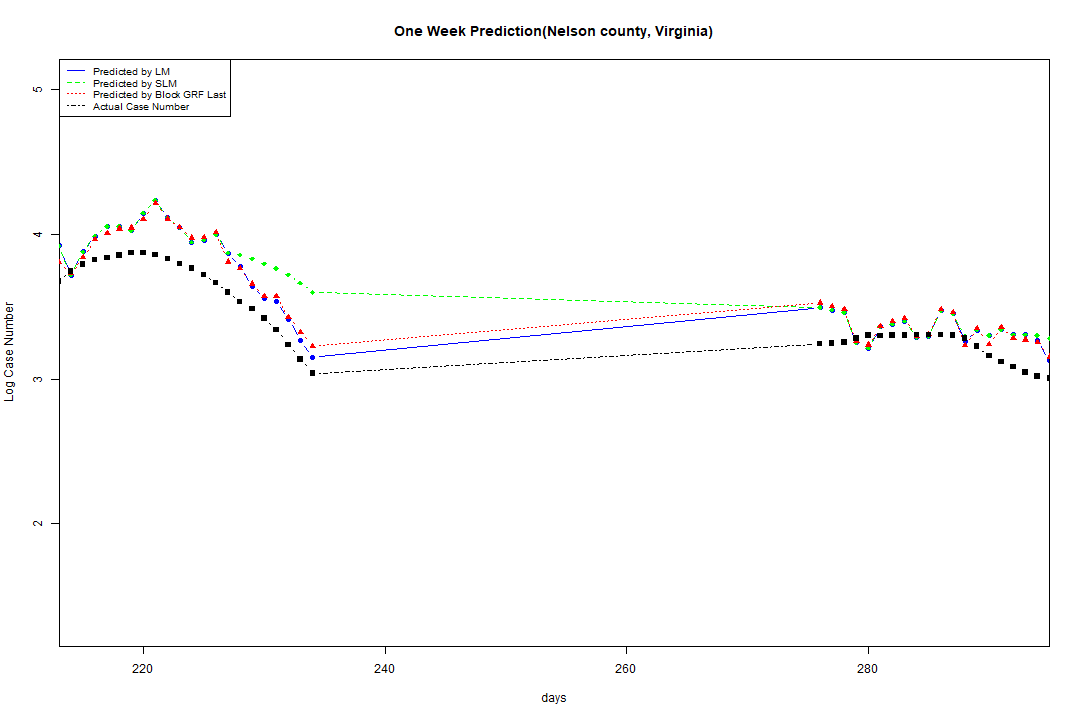 One Week Prediction(Nelson county, Virginia)
Predicted by LM
Predicted by SLM
Predicted by Block GRF Last
Actual Case Number
5
4
3
2
Log Case Number
220
240
260
280
days